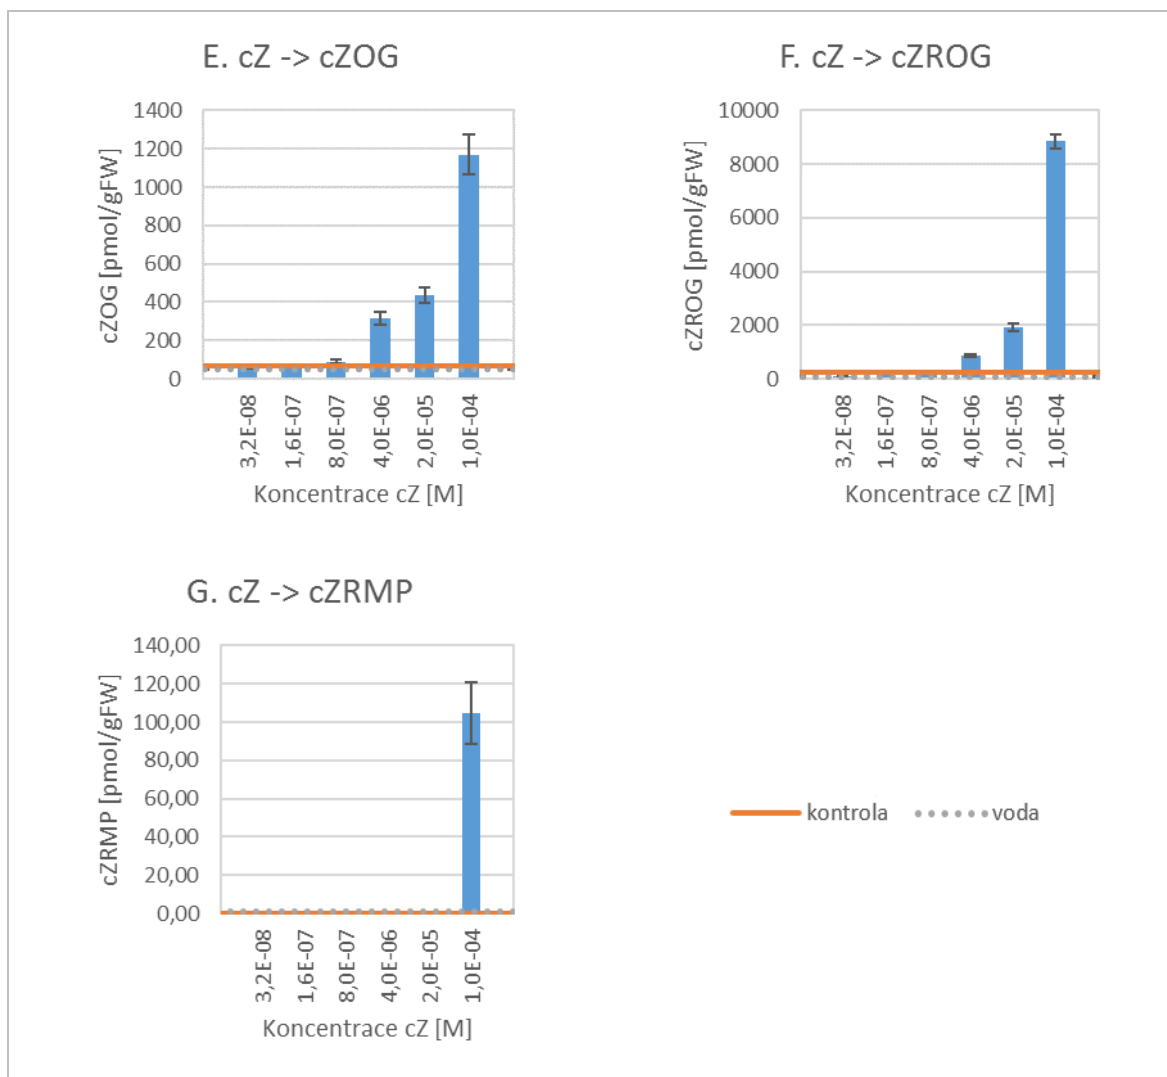 E. cZ -> cZOG
cZOG [pmol/gFW]
1400
1200
1000
800
600
400
200
0
3,2E-08
1,6E-07
8,0E-07
4,0E-06
2,0E-05
1,0E-04
Koncentrace cZ [M]
F. cZ -> cZROG
cZROG [pmol/gFW]
10000
8000
6000
4000
2000
0
3,2E-08
1,6E-07
8,0E-07
4,0E-06
2,0E-05
1,0E-04
Koncentrace cZ [M]
G. cZ -> cZRMP
cZRMP [pmol/gFW]
140,00
120,00
100,00
80,00
60,00
40,00
20,00
0,00
3,2E-08
1,6E-07
8,0E-07
4,0E-06
2,0E-05
1,0E-04
Koncentrace cZ [M]
kontrola
voda